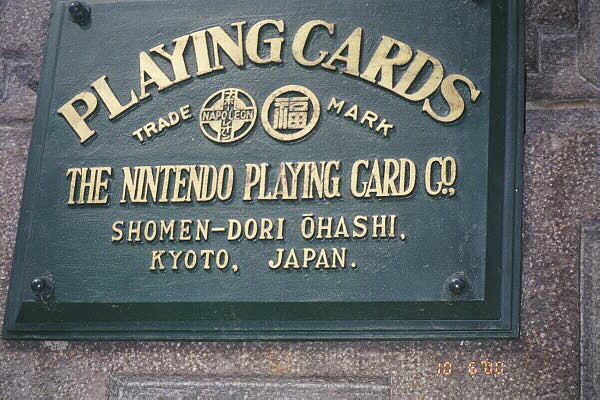 PLAYING CARDS
TRADE NAPOLEON 福 MARK
THE NINTENDO PLAYING CARD CO.
SHOMEN-DORI ŌHASHI.
KYOTO, JAPAN.